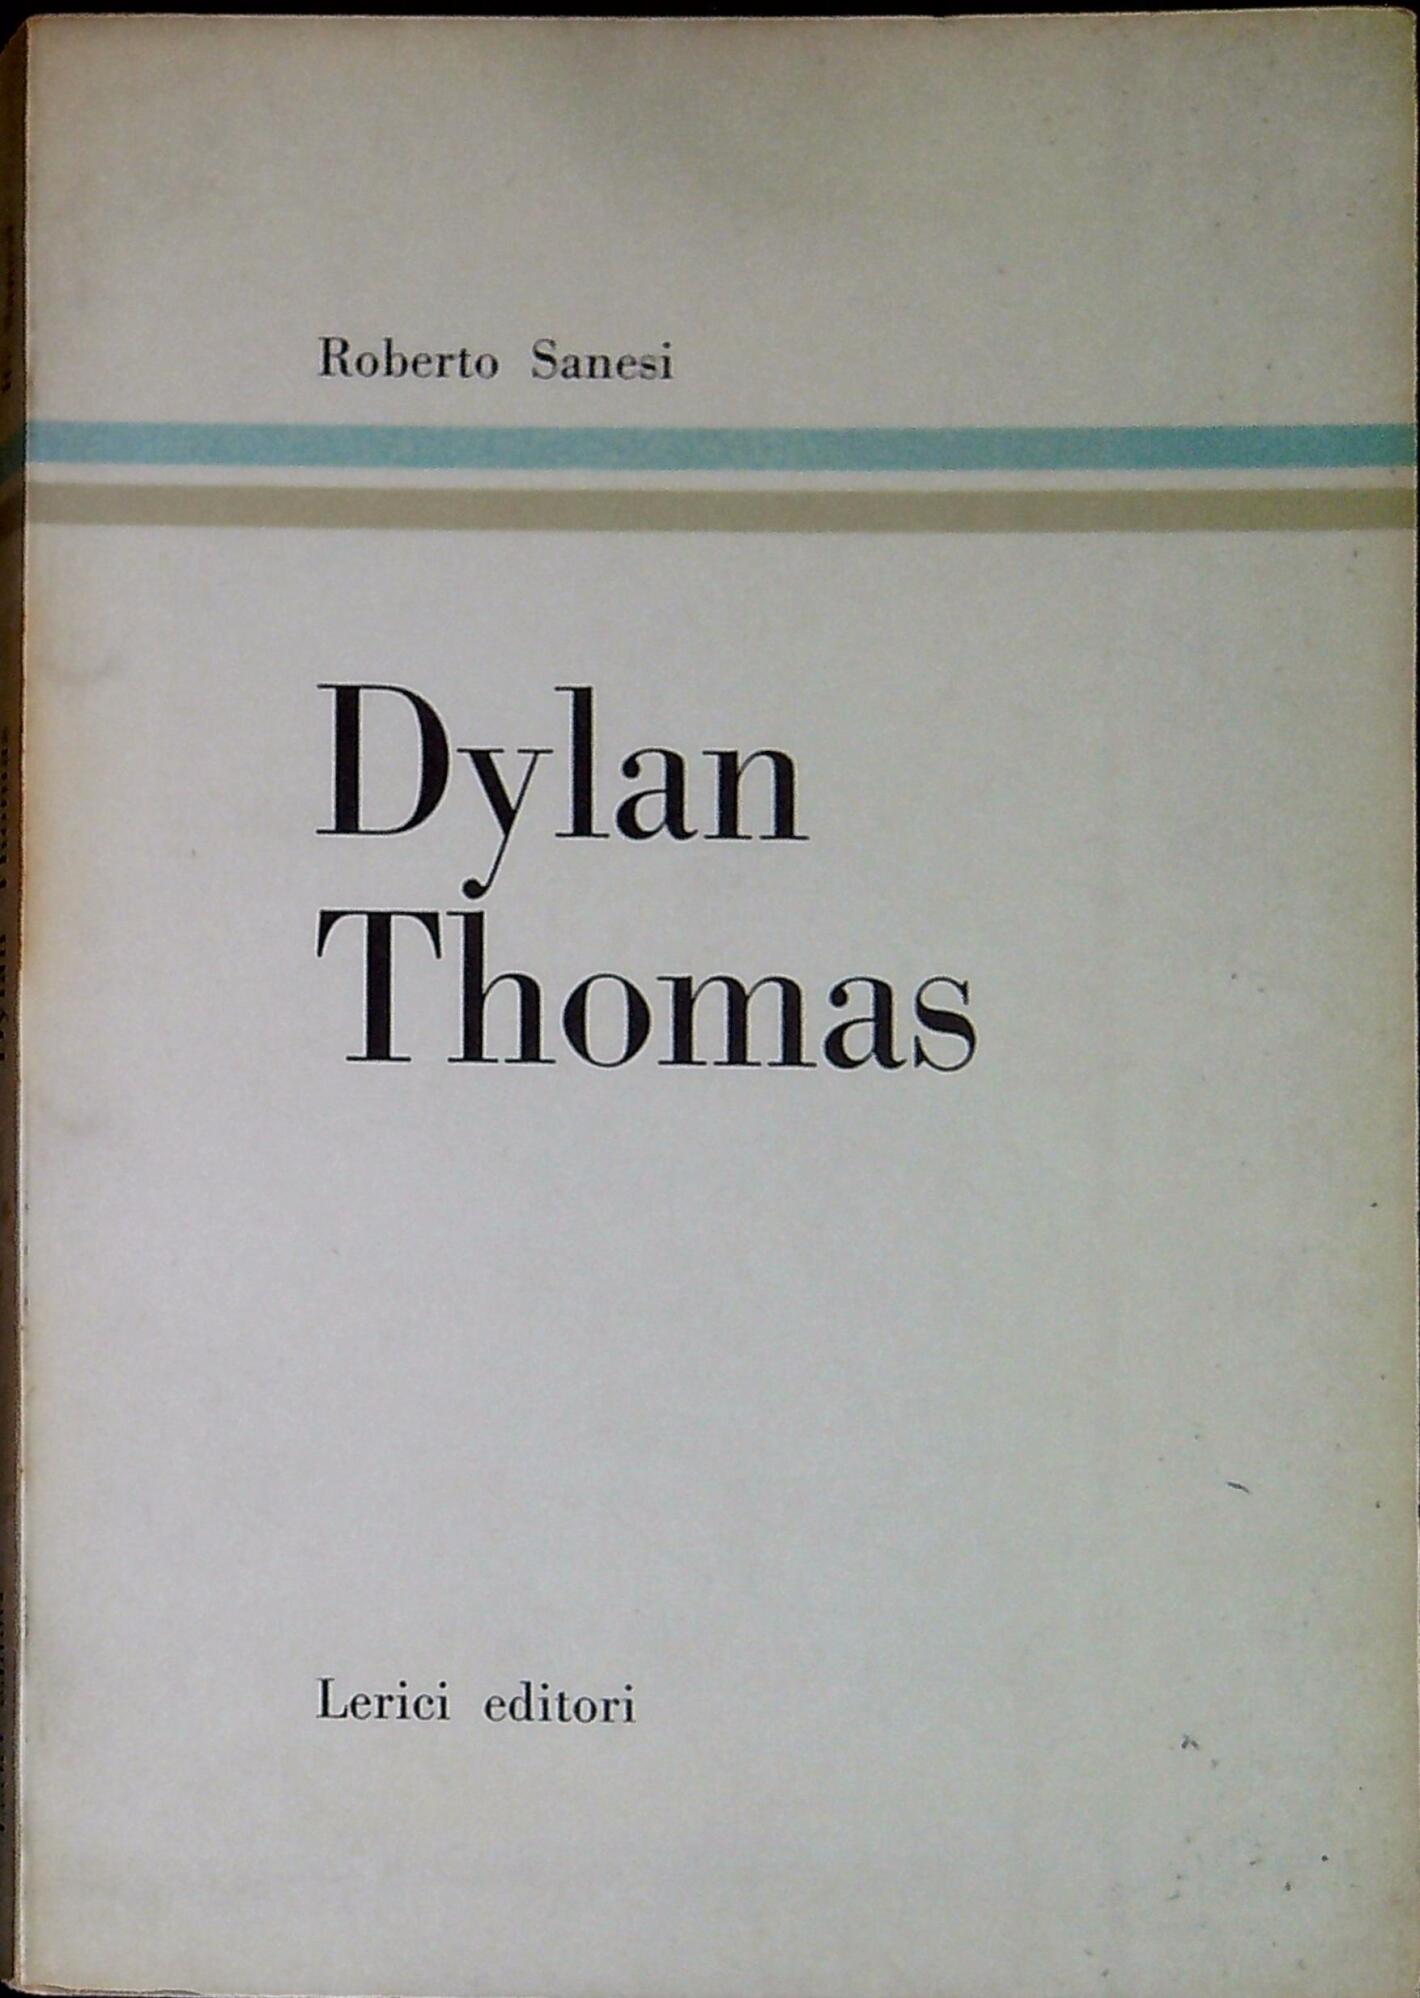 Roberto Sanesi
Dylan
Thomas
Lerici editori